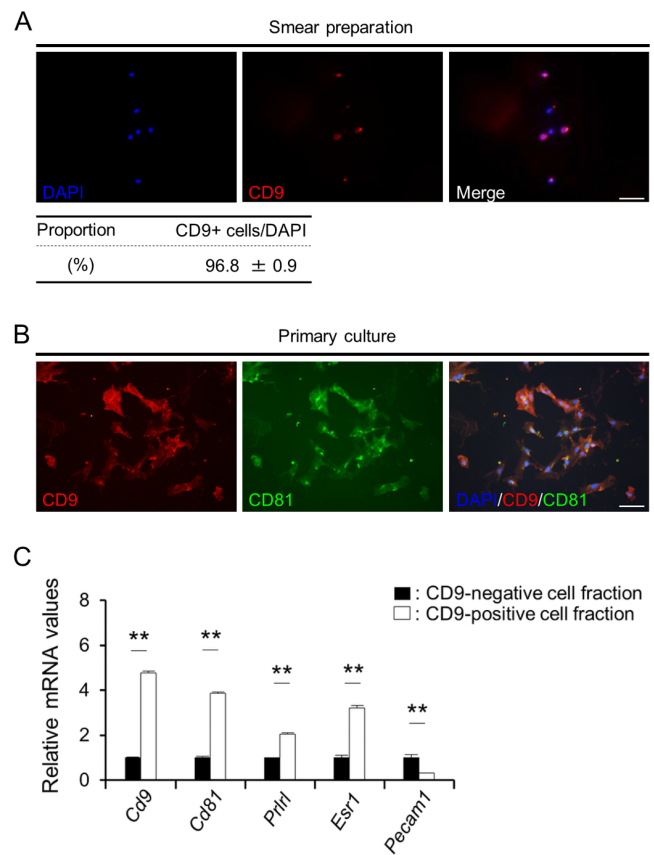 A
Smear preparation
DAPI
CD9
Merge
Proportion CD9+ cells/DAPI
(%) 96.8 ± 0.9
B
Primary culture
CD9
CD81
DAPI/CD9/CD81
C
Relative mRNA values
8
6
4
2
0
** ** ** ** **
: CD9-negative cell fraction
: CD9-positive cell fraction
Cd9
Cd81
Prlrl
Esr1
Pecam1